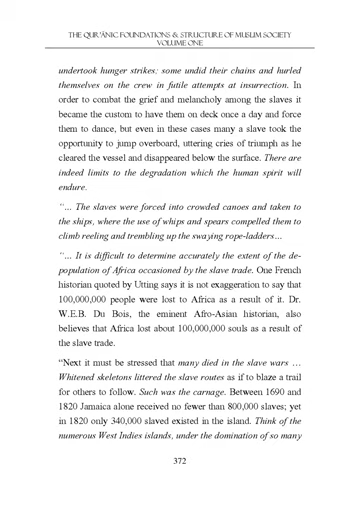 THE QUR'ĀNIC FOUNDATIONS & STRUCTURE OF MUSLIM SOCIETY
VOLUME ONE
undertook hunger strikes; some undid their chains and hurled
themselves on the crew in futile attempts at insurrection. In
order to combat the grief and melancholy among the slaves it
became the custom to have them on deck once a day and force
them to dance, but even in these cases many a slave took the
opportunity to jump overboard, uttering cries of triumph as he
cleared the vessel and disappeared below the surface. There are
indeed limits to the degradation which the human spirit will
endure.
“... The slaves were forced into crowded canoes and taken to
the ships, where the use of whips and spears compelled them to
climb reeling and trembling up the swaying rope-ladders...
“... It is difficult to determine accurately the extent of the de-
population of Africa occasioned by the slave trade. One French
historian quoted by Utting says it is not exaggeration to say that
100,000,000 people were lost to Africa as a result of it. Dr.
W.E.B. Du Bois, the eminent Afro-Asian historian, also
believes that Africa lost about 100,000,000 souls as a result of
the slave trade.
“Next it must be stressed that many died in the slave wars ...
Whitened skeletons littered the slave routes as if to blaze a trail
for others to follow. Such was the carnage. Between 1690 and
1820 Jamaica alone received no fewer than 800,000 slaves; yet
in 1820 only 340,000 slaved existed in the island. Think of the
numerous West Indies islands, under the domination of so many
372